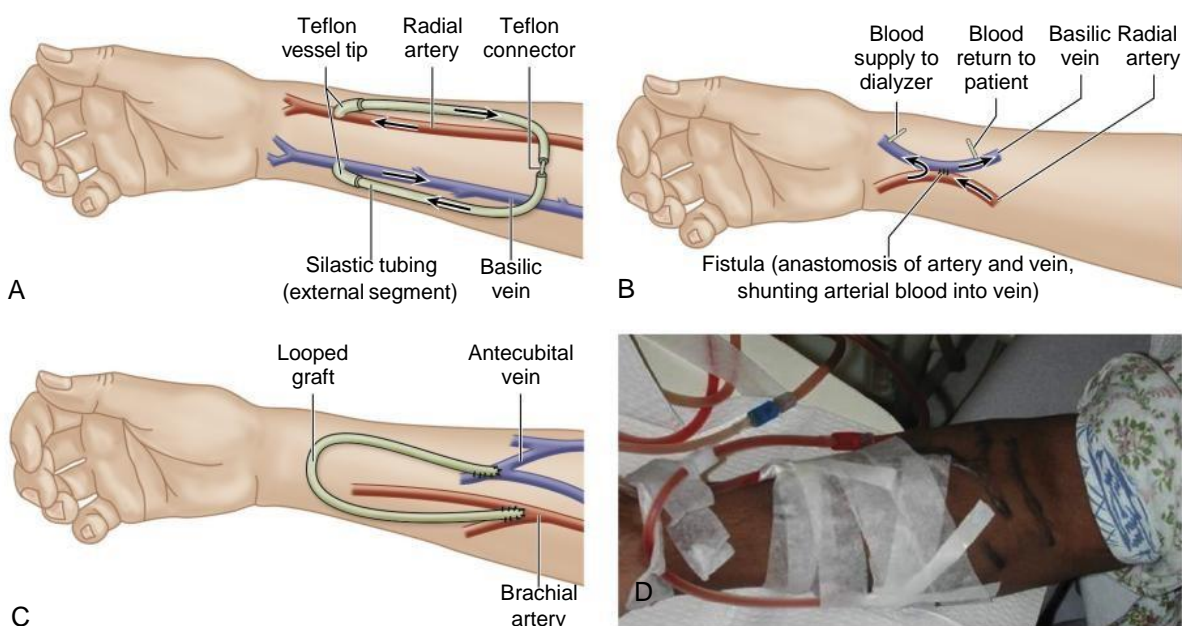 Teflon
vessel tip
Radial
artery
Teflon
connector
Silastic tubing
(external segment)
Basilic
vein
A
Blood
supply to
dialyzer
Blood
return to
patient
Basilic
vein
Radial
artery
Fistula (anastomosis of artery and vein,
shunting arterial blood into vein)
B
Looped
graft
Antecubital
vein
Brachial
artery
C
D